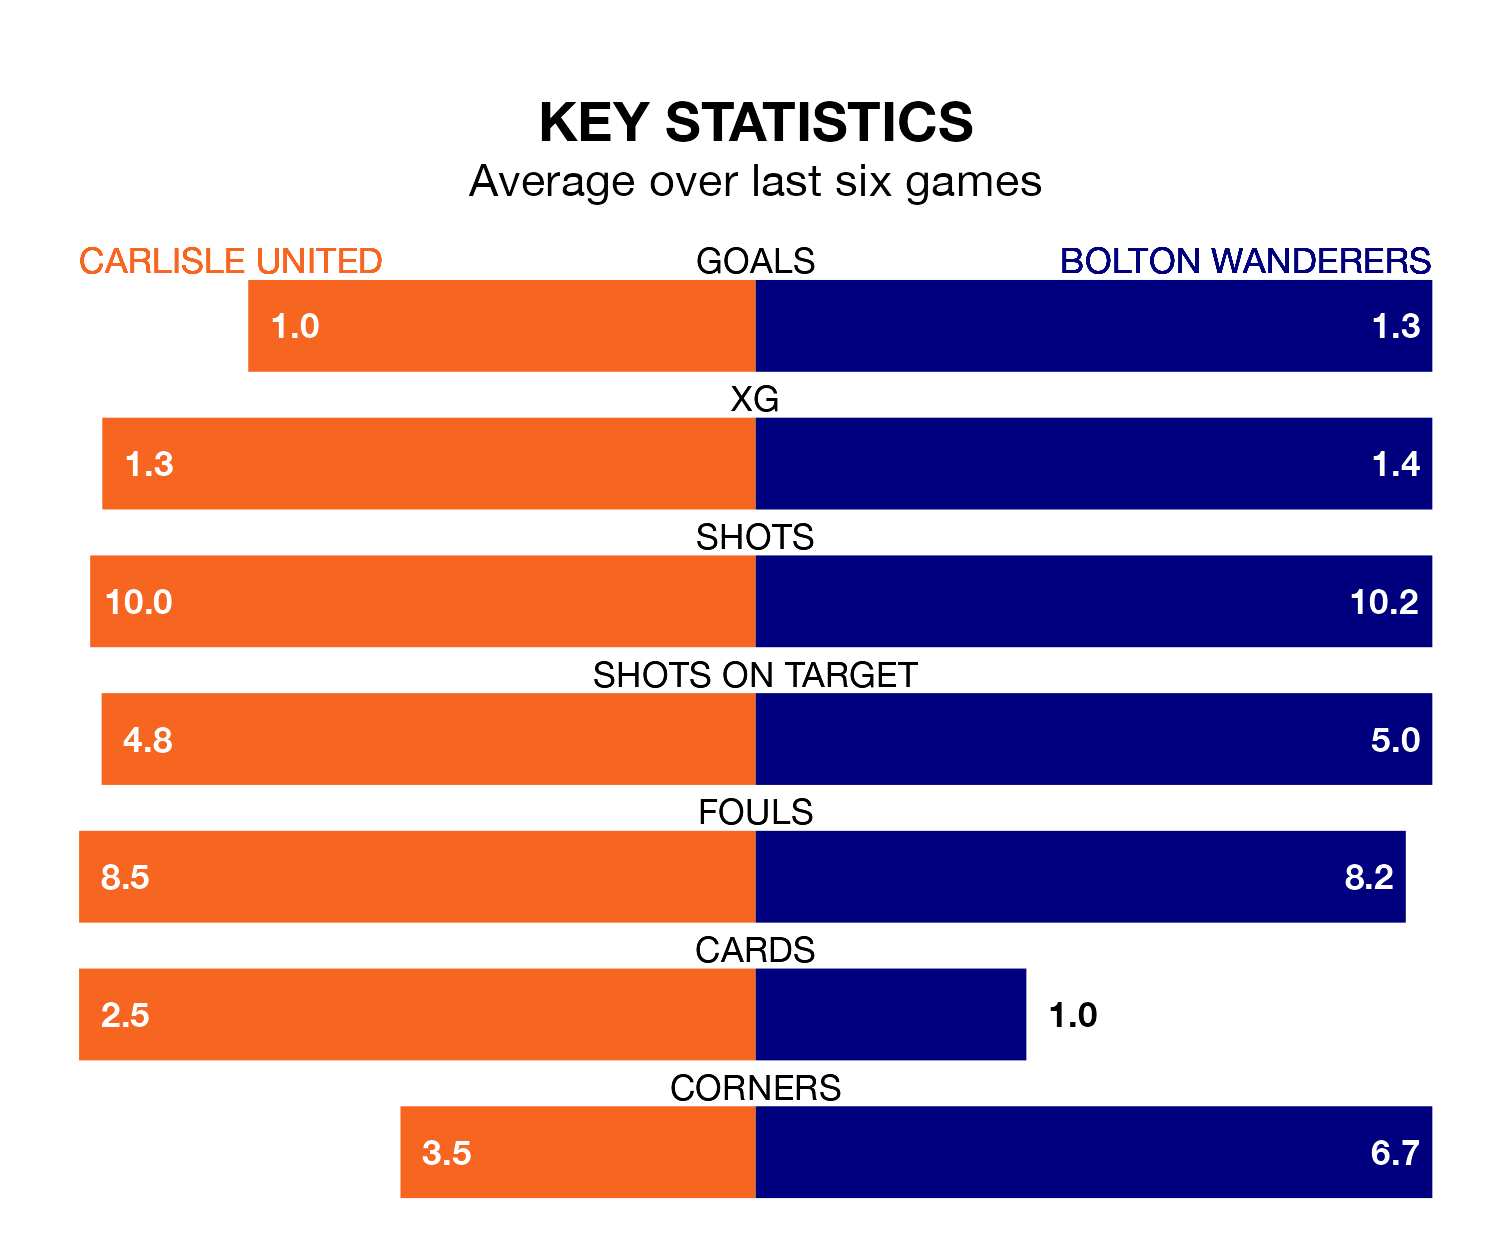 KEY STATISTICS
Average over last six games
CARLISLE UNITED GOALS BOLTON WANDERERS
1.0 1.3
XG
1.3 1.4
SHOTS
10.0 10.2
SHOTS ON TARGET
4.8 5.0
FOULS
8.5 8.2
CARDS
2.5 1.0
CORNERS
3.5 6.7